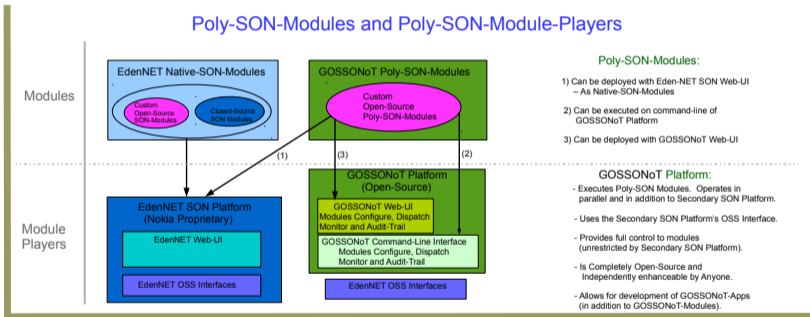 Poly-SON-Modules and Poly-SON-Module-Players
Modules
EdenNET Native-SON-Modules
Custom
Open-Source
SON-Modules
Closed-Source
SON Modules
GOSSONoT Poly-SON-Modules
Custom
Open-Source
Poly-SON-Modules
Poly-SON-Modules:
1) Can be deployed with Eden-NET SON Web-UI
– As Native-SON-Modules
2) Can be executed on command-line of
GOSSONoT Platform
3) Can be deployed with GOSSONoT Web-UI
(1)
(3)
(2)
Module
Players
EdenNET SON Platform
(Nokia Proprietary)
EdenNET Web-UI
EdenNET OSS Interfaces
GOSSONoT Platform
(Open-Source)
GOSSONoT Web-UI
Modules Configure, Dispatch
Monitor and Audit-Trail
GOSSONoT Command-Line Interface
Modules Configure, Dispatch
Monitor and Audit-Trail
EdenNET OSS Interfaces
GOSSONoT Platform:
- Executes Poly-SON Modules. Operates in
parallel and in addition to Secondary SON Platform.
- Uses the Secondary SON Platform's OSS Interface.
- Provides full control to modules
(unrestricted by Secondary SON Platform).
- Is Completely Open-Source and
Independently enhanceable by Anyone.
- Allows for development of GOSSONoT-Apps
(in addition to GOSSONoT-Modules).